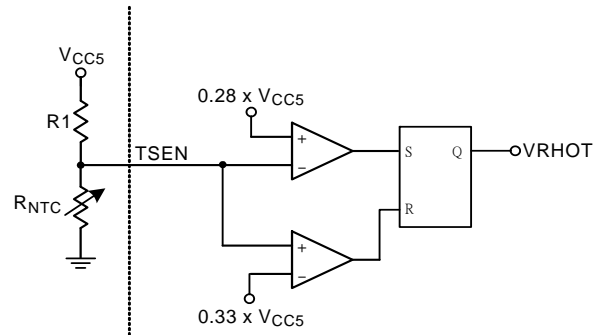 VCC5
0.28 x VCC5
R1
+
−
S
Q
VRHOT
TSEN
RNTC
R
+
−
0.33 x VCC5